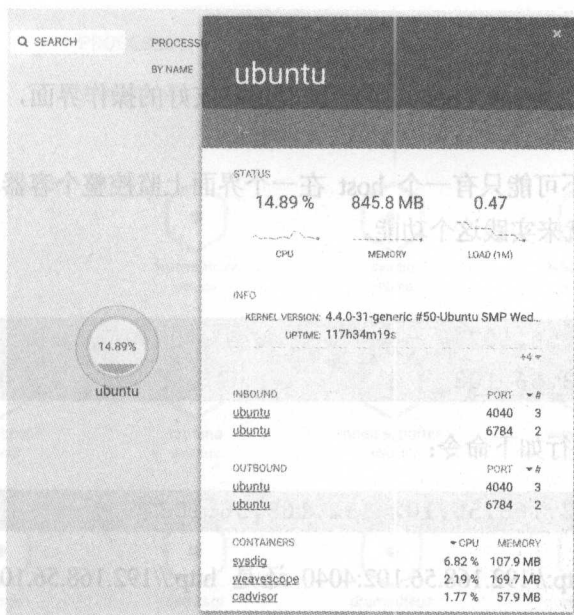 SEARCH
PROCESS
BY NAME
×
ubuntu
STATUS
14.89 % 845.8 MB 0.47
CPU MEMORY LOAD (1M)
INFO
KERNEL VERSION: 4.4.0-31-generic #50-Ubuntu SMP Wed...
UPTIME: 117h34m19s
+4
14.89%
ubuntu
INBOUND PORT #
ubuntu 4040 3
ubuntu 6784 2
OUTBOUND PORT #
ubuntu 4040 3
ubuntu 6784 2
CONTAINERS CPU MEMORY
sysdig 6.82 % 107.9 MB
weavescope 2.19 % 169.7 MB
cadvisor 1.77 % 57.9 MB